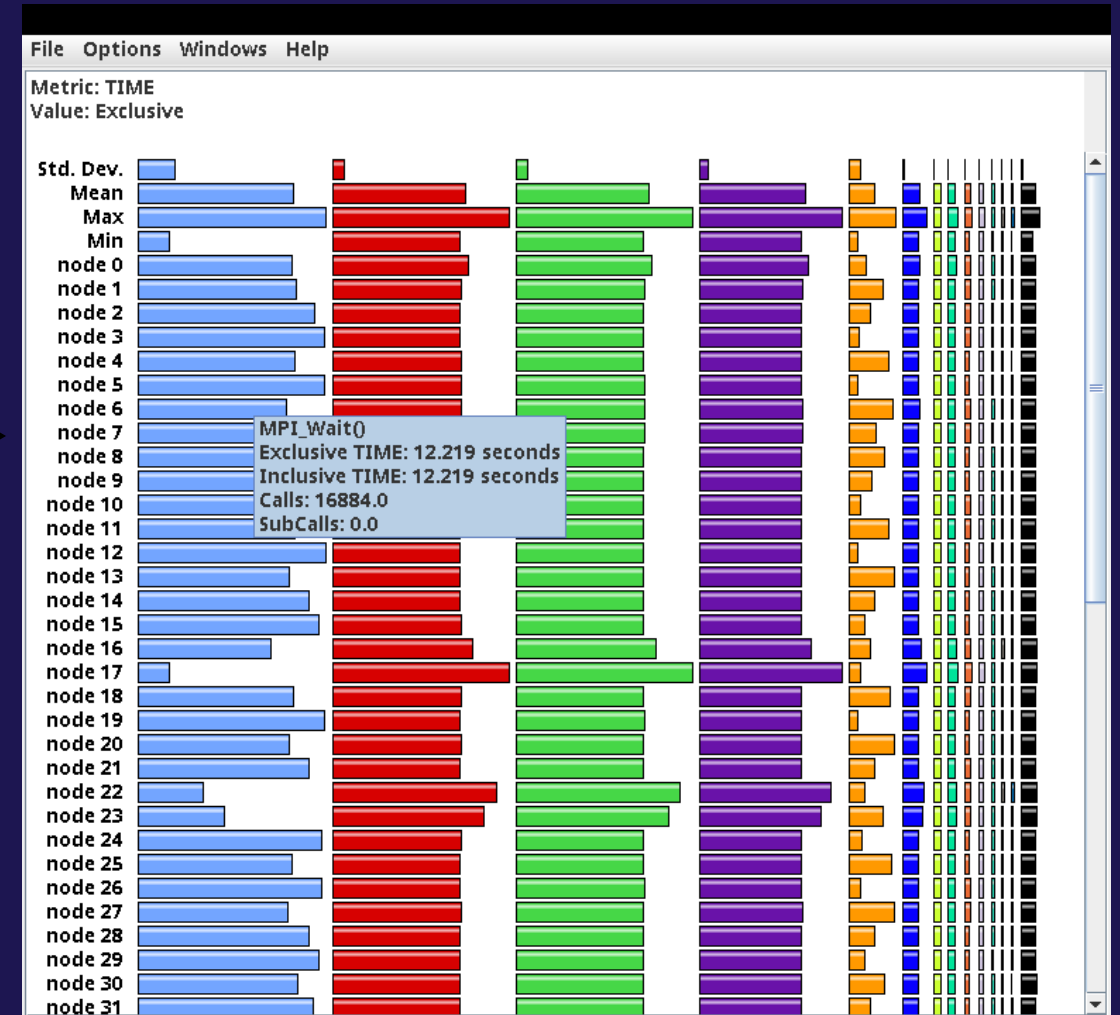 File Options Windows Help
Metric: TIME
Value: Exclusive
Std. Dev.
Mean
Max
Min
node 0
node 1
node 2
node 3
node 4
node 5
node 6
node 7
node 8
node 9
node 10
node 11
node 12
node 13
node 14
node 15
node 16
node 17
node 18
node 19
node 20
node 21
node 22
node 23
node 24
node 25
node 26
node 27
node 28
node 29
node 30
node 31
MPI_Wait()
Exclusive TIME: 12.219 seconds
Inclusive TIME: 12.219 seconds
Calls: 16884.0
SubCalls: 0.0